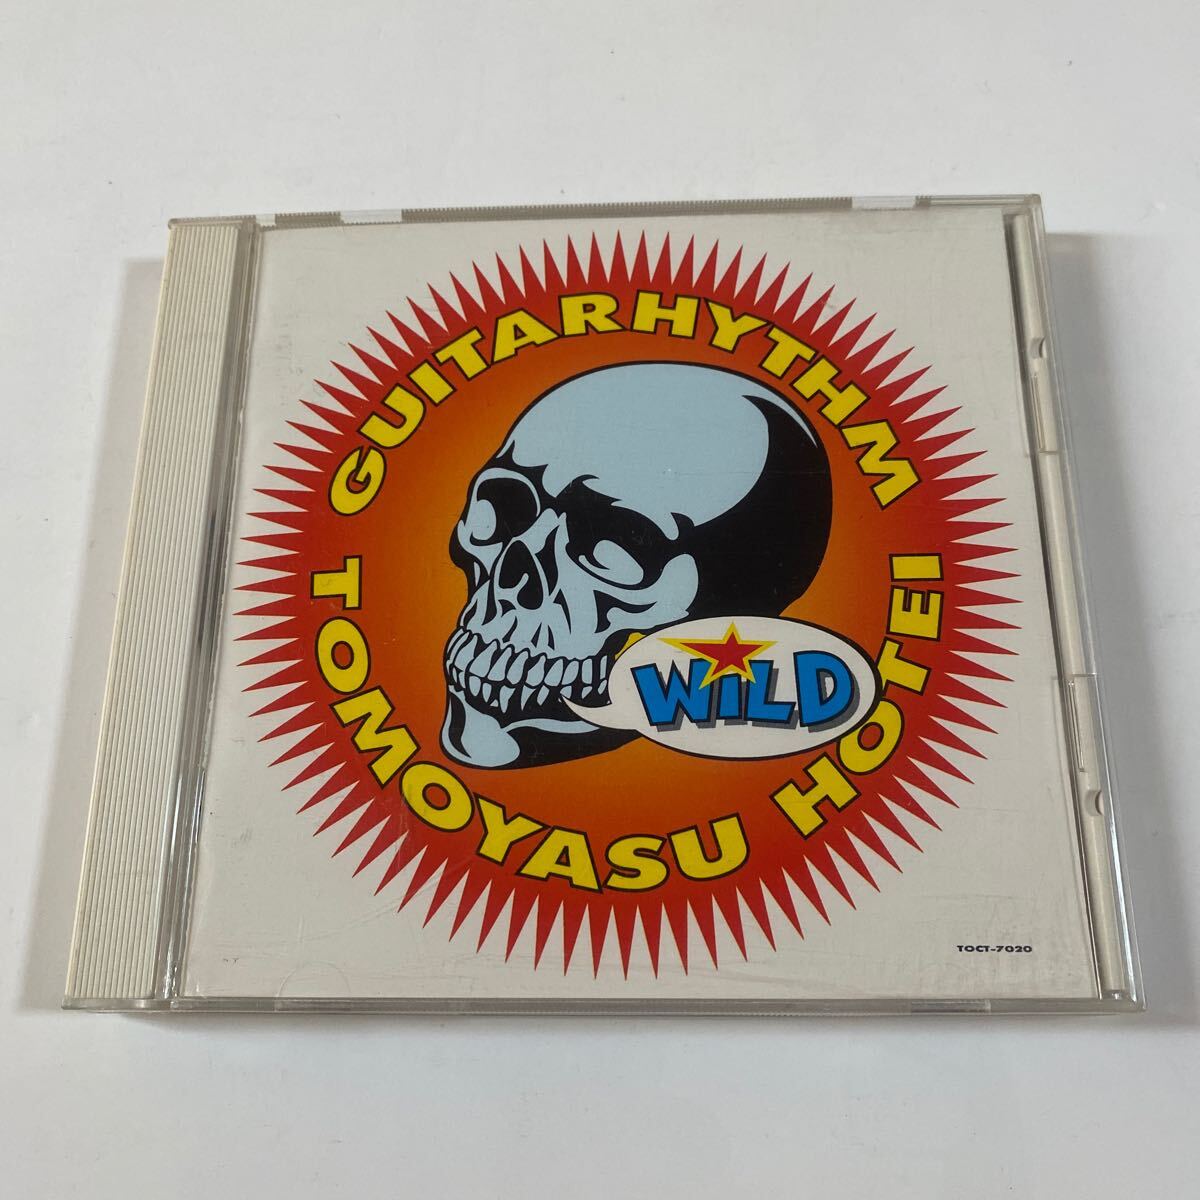 GUITARHYTHM
WiLD
TOMOYASU HOTEI
TOCT-7020